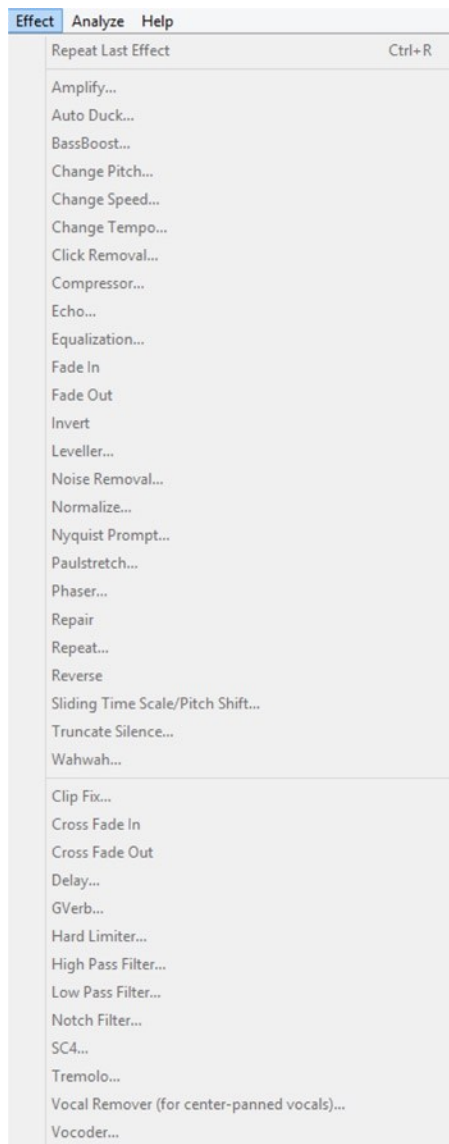 Effect Analyze Help
Repeat Last Effect Ctrl+R
Amplify...
Auto Duck...
BassBoost...
Change Pitch...
Change Speed...
Change Tempo...
Click Removal...
Compressor...
Echo...
Equalization...
Fade In
Fade Out
Invert
Leveller...
Noise Removal...
Normalize...
Nyquist Prompt...
Paulstretch...
Phaser...
Repair
Repeat...
Reverse
Sliding Time Scale/Pitch Shift...
Truncate Silence...
Wahwah...
Clip Fix...
Cross Fade In
Cross Fade Out
Delay...
GVerb...
Hard Limiter...
High Pass Filter...
Low Pass Filter...
Notch Filter...
SC4...
Tremolo...
Vocal Remover (for center-panned vocals)...
Vocoder...